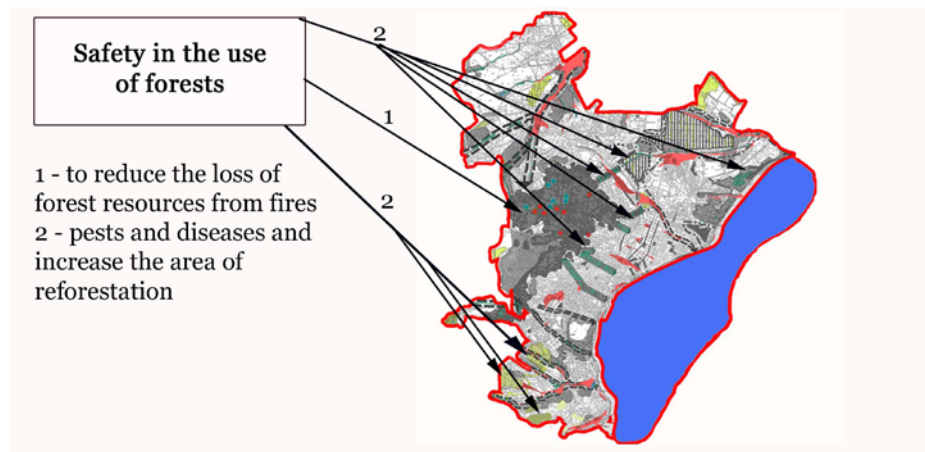 Safety in the use
of forests
2
1
2
1 - to reduce the loss of
forest resources from fires
2 - pests and diseases and
increase the area of
reforestation